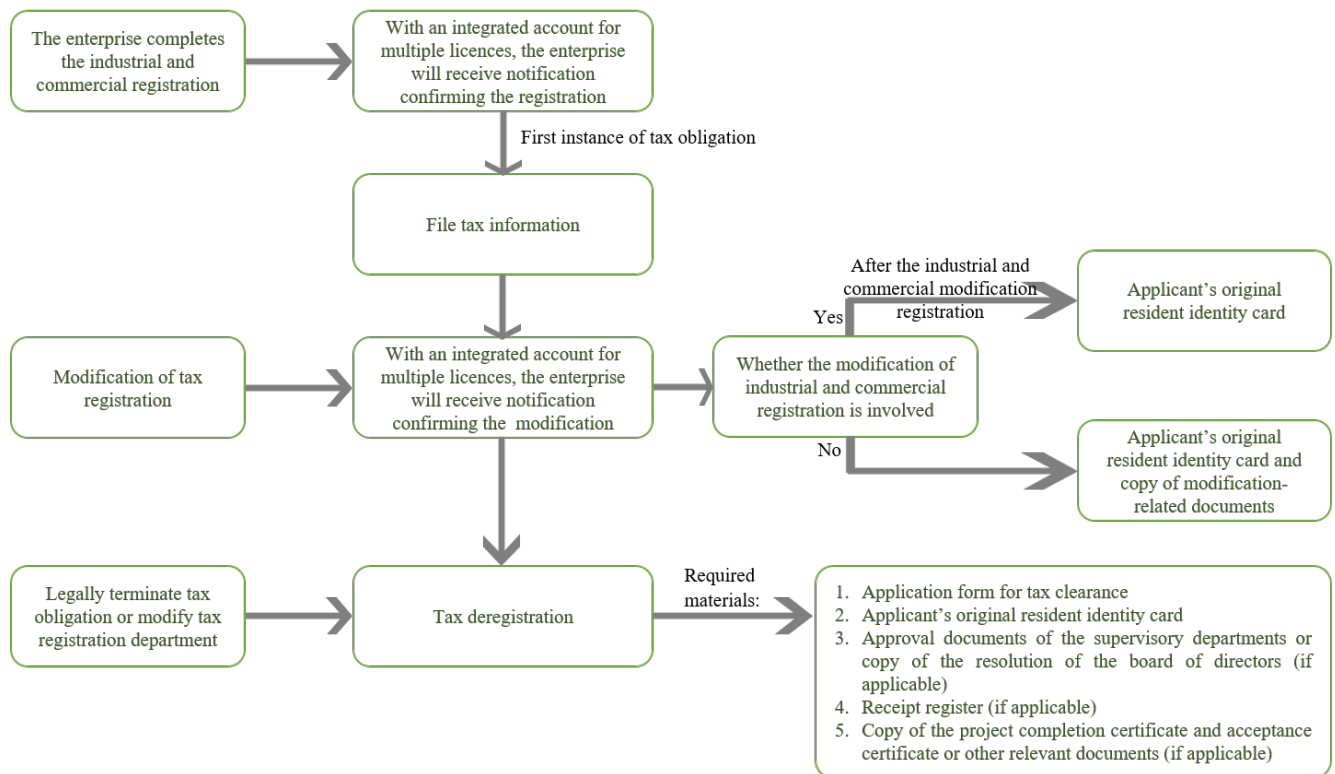 The enterprise completes
the industrial and
commercial registration
With an integrated account for
multiple licences, the enterprise
will receive notification
confirming the registration
First instance of tax obligation
File tax information
After the industrial and
commercial modification
registration
Yes
Applicant’s original
resident identity card
Modification of tax
registration
With an integrated account for
multiple licences, the enterprise
will receive notification
confirming the modification
Whether the modification of
industrial and commercial
registration is involved
No
Applicant’s original
resident identity card and
copy of modification-
related documents
Legally terminate tax
obligation or modify tax
registration department
Tax deregistration
Required
materials:
1. Application form for tax clearance
2. Applicant’s original resident identity card
3. Approval documents of the supervisory departments or
copy of the resolution of the board of directors (if
applicable)
4. Receipt register (if applicable)
5. Copy of the project completion certificate and acceptance
certificate or other relevant documents (if applicable)